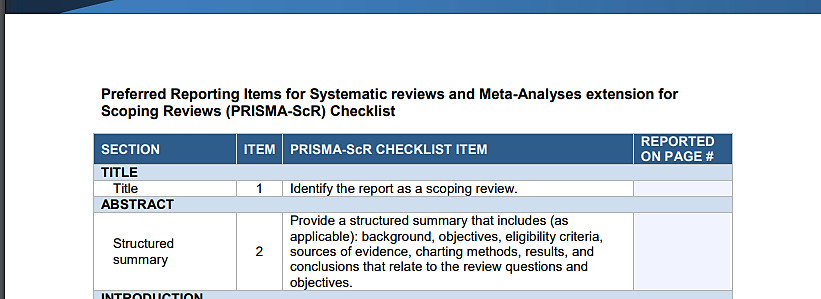 Preferred Reporting Items for Systematic reviews and Meta-Analyses extension for
Scoping Reviews (PRISMA-ScR) Checklist
SECTION ITEM PRISMA-ScR CHECKLIST ITEM REPORTED ON PAGE #
TITLE
Title 1 Identify the report as a scoping review.
ABSTRACT
Structured summary 2 Provide a structured summary that includes (as
applicable): background, objectives, eligibility criteria,
sources of evidence, charting methods, results, and
conclusions that relate to the review questions and
objectives.
INTRODUCTION